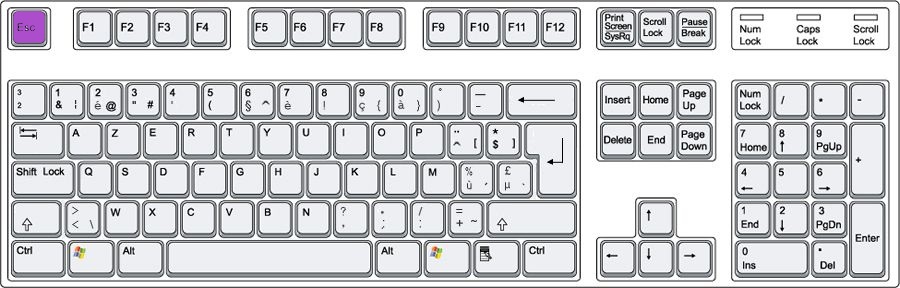 Esc F1 F2 F3 F4 F5 F6 F7 F8 F9 F10 F11 F12
Print Screen SysRq
Scroll Lock
Pause Break
Num Lock
Caps Lock
Scroll Lock
3 2
1 & ¦
2 é @
3 " #
4 '
5 (
6 § ^
7 è
8 !
9 ç {
0 à }
° )
— -
←
Insert Home Page Up
Num Lock / * -
A Z E R T Y U I O P
¨ ^ [
* $ ]
Delete End Page Down
7 Home
8 ↑
9 PgUp
+
Shift Lock Q S D F G H J K L M
% ù ´
£ µ `
4 ←
5
6 →
> < \
W X C V B N
? ,
. ;
/ :
+ = ~
↑
1 End
2 ↓
3 PgDn
Enter
Ctrl Alt Alt Ctrl
← ↓ →
0 Ins
. Del